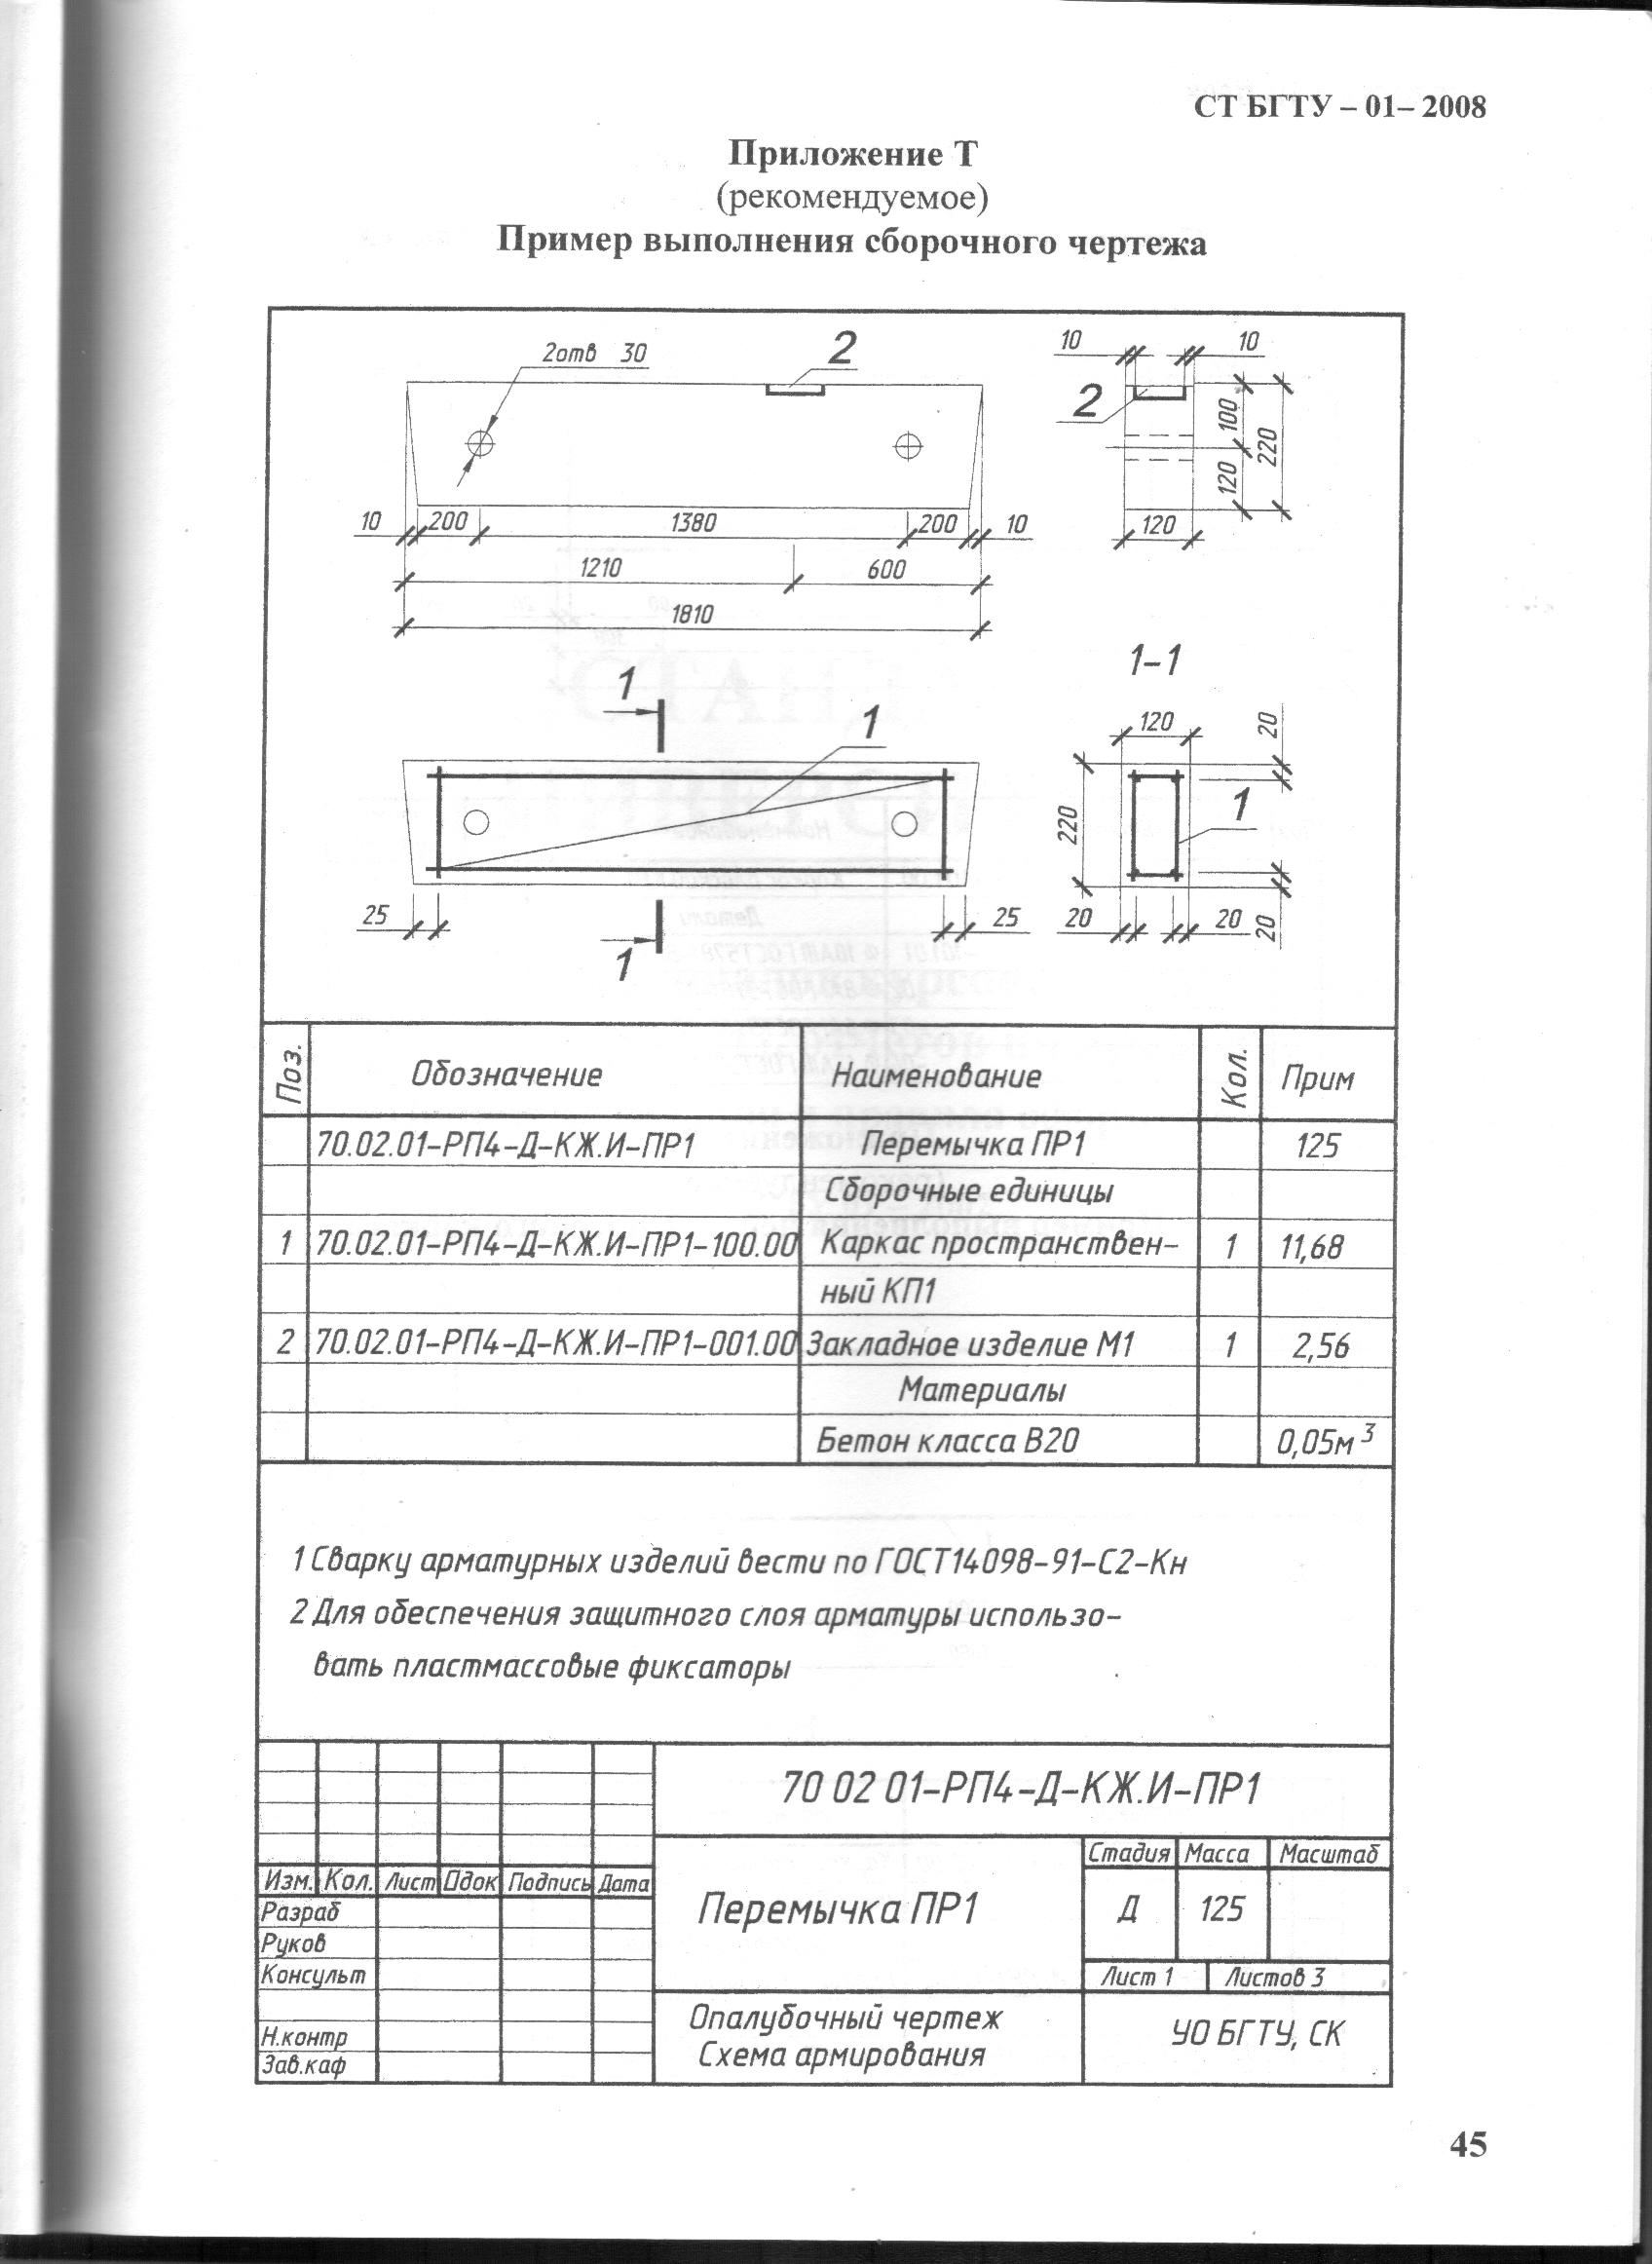 СТ БГТУ – 01– 2008
Приложение Т
(рекомендуемое)
Пример выполнения сборочного чертежа
2отв 30
2
10 10
2
100
220
120
120
10 200 1380 200 10
1210 600
1810
1
1
25 25
1
1-1
120
20
220
1
20 20
20
Поз. Обозначение Наименование Кол. Прим
70.02.01-РП4-Д-КЖ.И-ПР1 Перемычка ПР1 125
Сборочные единицы
1 70.02.01-РП4-Д-КЖ.И-ПР1-100.00 Каркас пространствен- 1 11,68
ный КП1
2 70.02.01-РП4-Д-КЖ.И-ПР1-001.00 Закладное изделие М1 1 2,56
Материалы
Бетон класса В20 0,05м³
1 Сварку арматурных изделий вести по ГОСТ14098-91-С2-Кн
2 Для обеспечения защитного слоя арматуры использо-
вать пластмассовые фиксаторы
70 02 01-РП4-Д-КЖ.И-ПР1
Стадия Масса Масштаб
Изм. Кол. Лист Одок Подпись Дата
Перемычка ПР1
Д 125
Разраб
Руков
Консульт
Лист 1 Листов 3
Н.контр
Зав.каф
Опалубочный чертеж
Схема армирования
УО БГТУ, СК
45